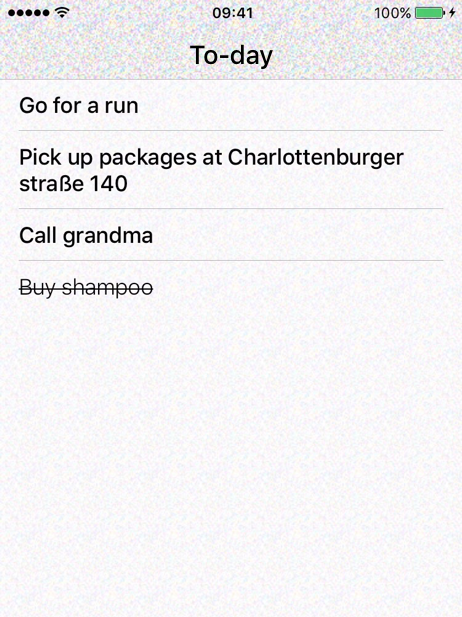 09:41 100%
To-day
Go for a run
Pick up packages at Charlottenburger
straße 140
Call grandma
Buy shampoo